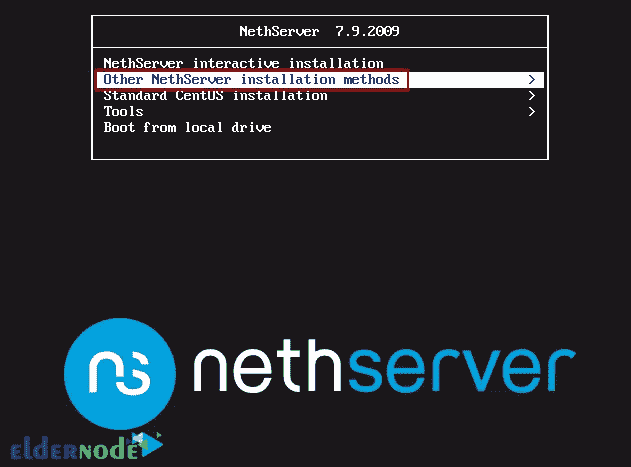 NethServer 7.9.2009
NethServer interactive installation
Other NethServer installation methods >
Standard CentOS installation >
Tools >
Boot from local drive
ns nethserver
ELDERNODE